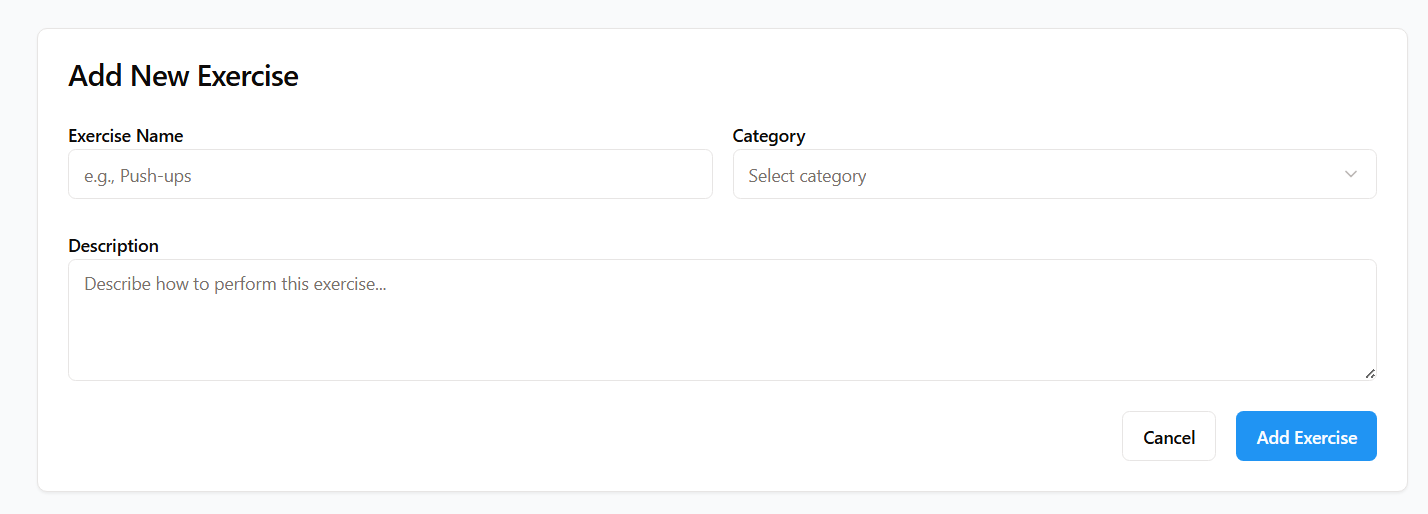 Add New Exercise
Exercise Name
Category
e.g., Push-ups
Select category
Description
Describe how to perform this exercise...
Cancel
Add Exercise